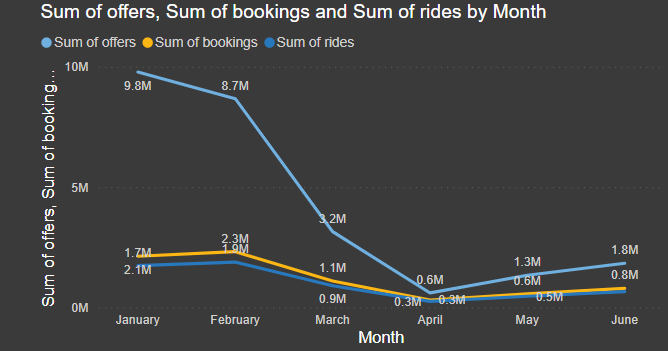 Sum of offers, Sum of bookings and Sum of rides by Month
Sum of offers Sum of bookings Sum of rides
Sum of offers, Sum of booking...
10M
5M
0M
9.8M
8.7M
3.2M
0.6M
1.3M
1.8M
1.7M
2.1M
2.3M
1.9M
1.1M
0.9M
0.3M
0.3M
0.6M
0.5M
0.8M
January February March April May June
Month